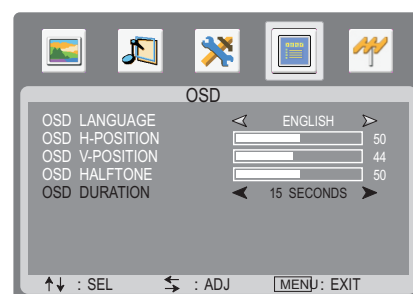 OSD
OSD LANGUAGE ENGLISH
OSD H-POSITION 50
OSD V-POSITION 44
OSD HALFTONE 50
OSD DURATION 15 SECONDS
: SEL : ADJ MENU : EXIT